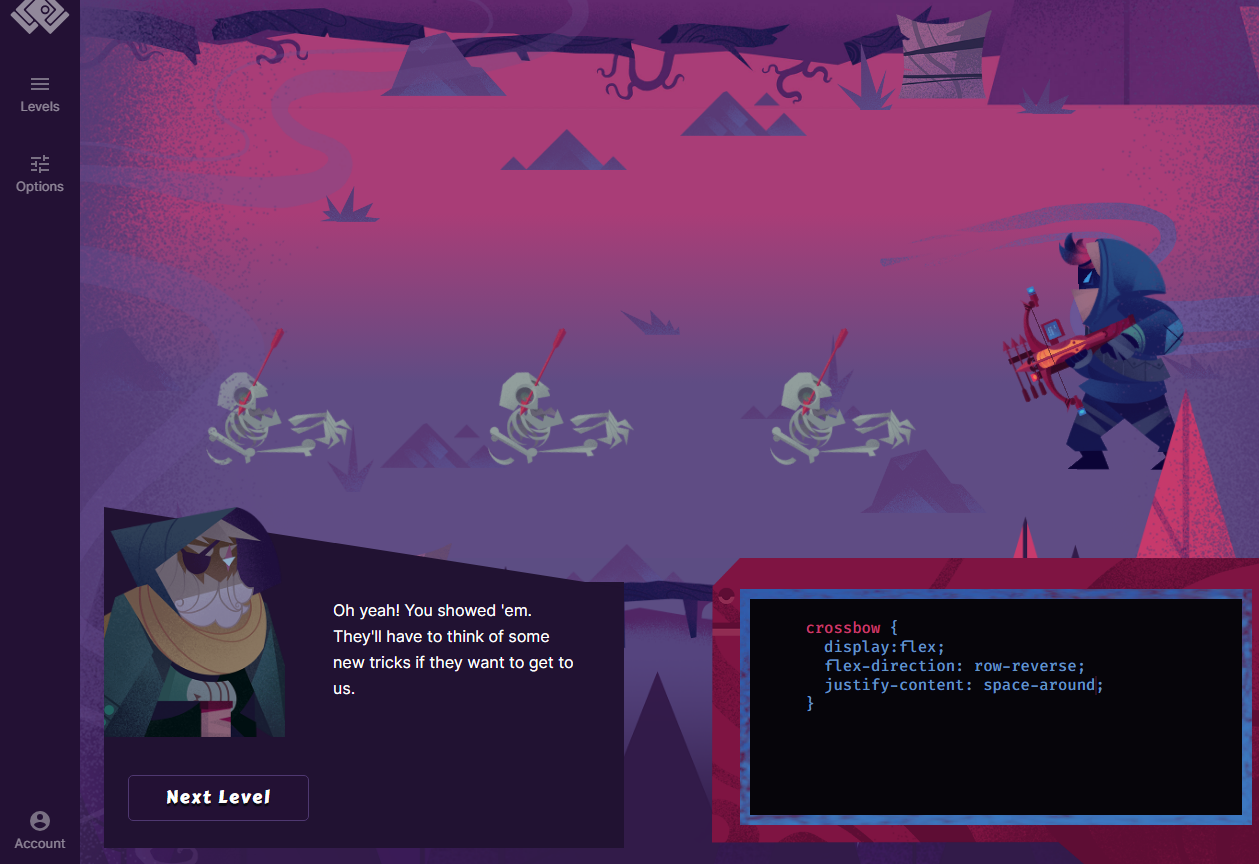 Levels
Options
Oh yeah! You showed 'em.
They'll have to think of some
new tricks if they want to get to
us.
Next Level
crossbow {
  display:flex;
  flex-direction: row-reverse;
  justify-content: space-around;
}
Account